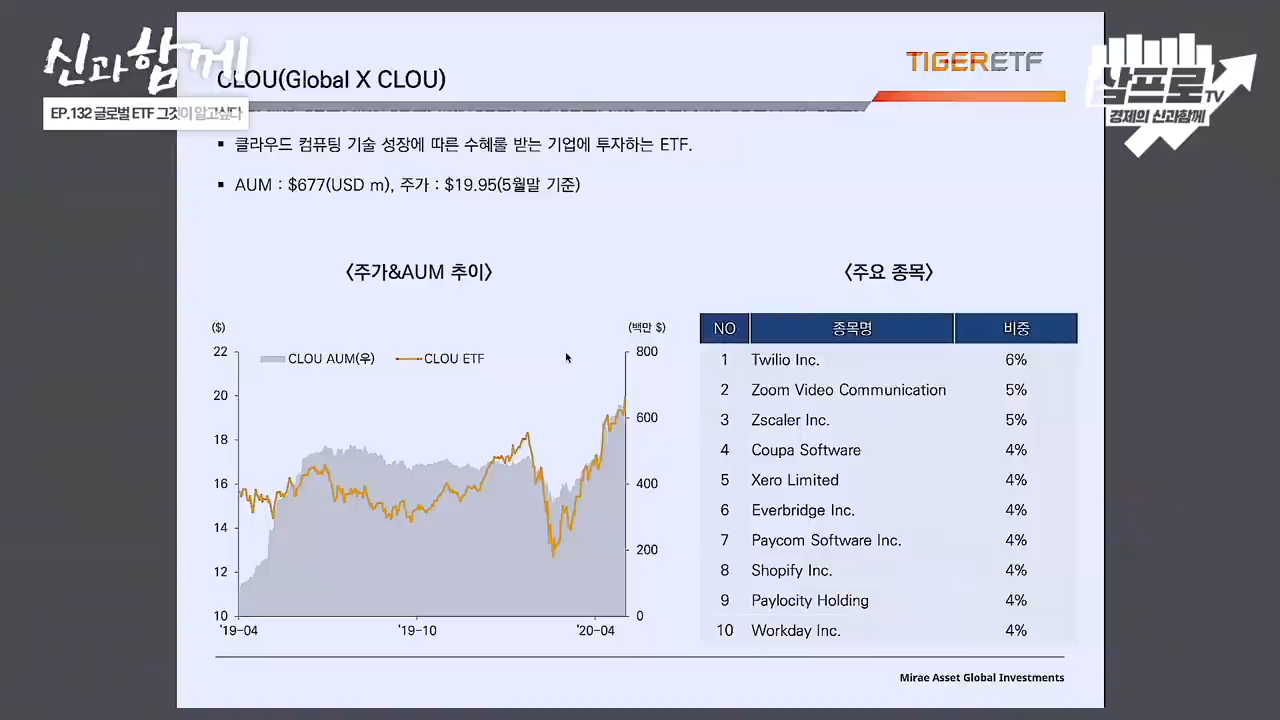 신과함께
EP.132 글로벌 ETF 그것이 알고싶다
CLOU(Global X CLOU)
TIGERETF
삼프로TV
경제의 신과함께
▪ 클라우드 컴퓨팅 기술 성장에 따른 수혜를 받는 기업에 투자하는 ETF.
▪ AUM : $677(USD m), 주가 : $19.95(5월말 기준)
<주가&AUM 추이>
($)
(백만 $)
CLOU AUM(우)
CLOU ETF
22
20
18
16
14
12
10
800
600
400
200
0
'19-04
'19-10
'20-04
<주요 종목>
NO 종목명 비중
1 Twilio Inc. 6%
2 Zoom Video Communication 5%
3 Zscaler Inc. 5%
4 Coupa Software 4%
5 Xero Limited 4%
6 Everbridge Inc. 4%
7 Paycom Software Inc. 4%
8 Shopify Inc. 4%
9 Paylocity Holding 4%
10 Workday Inc. 4%
Mirae Asset Global Investments